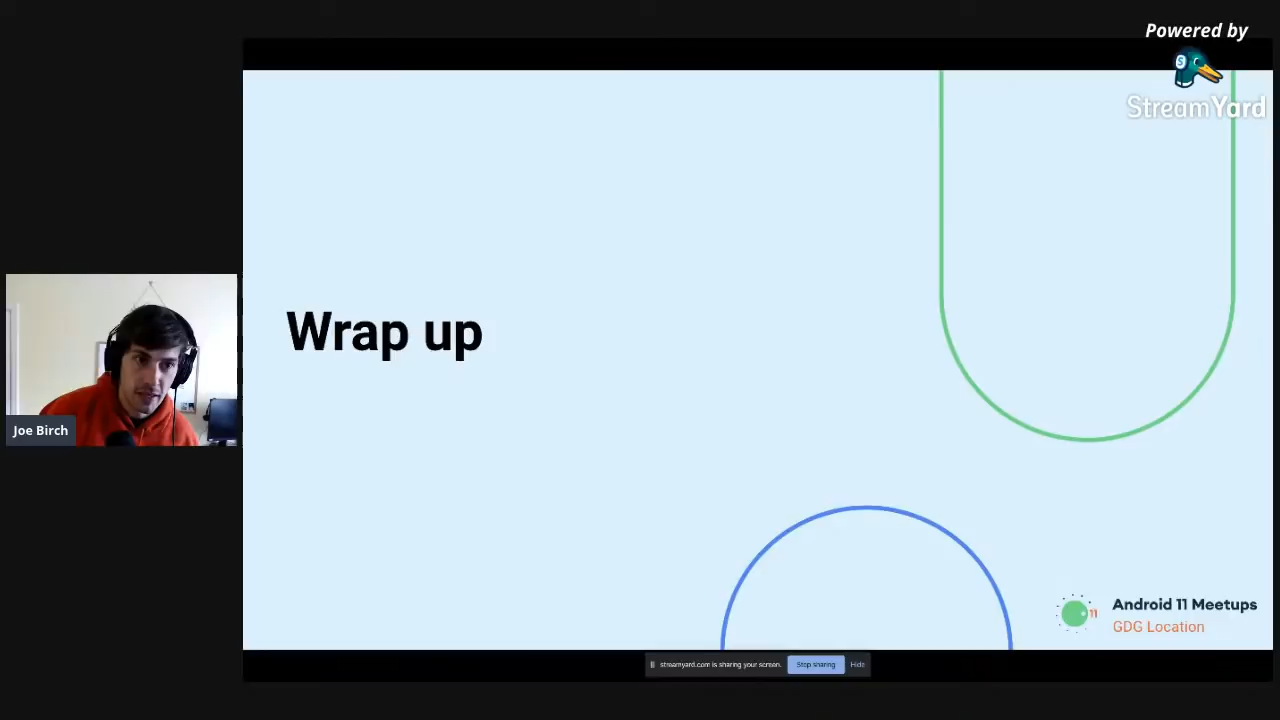 Powered by
StreamYard
Wrap up
Joe Birch
11
Android 11 Meetups
GDG Location
streamyard.com is sharing your screen.
Stop sharing
Hide